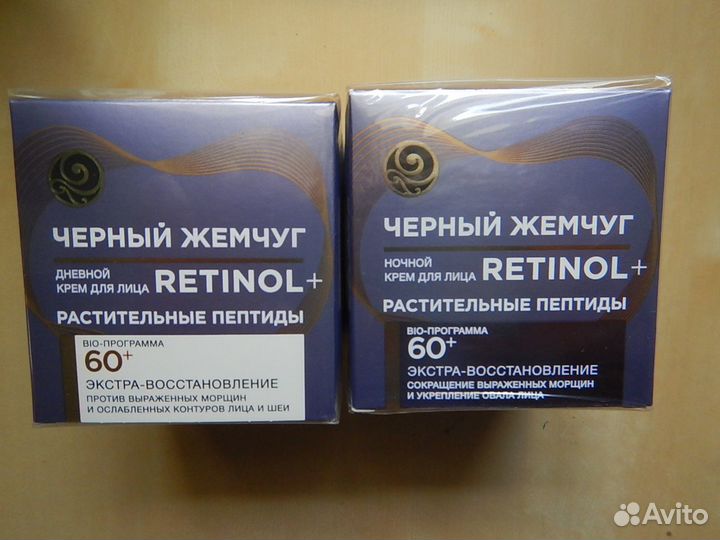 ЧЕРНЫЙ ЖЕМЧУГ
ДНЕВНОЙ
КРЕМ ДЛЯ ЛИЦА RETINOL+
РАСТИТЕЛЬНЫЕ ПЕПТИДЫ
BIO-ПРОГРАММА
60+
ЭКСТРА-ВОССТАНОВЛЕНИЕ
ПРОТИВ ВЫРАЖЕННЫХ МОРЩИН
И ОСЛАБЛЕННЫХ КОНТУРОВ ЛИЦА И ШЕИ
ЧЕРНЫЙ ЖЕМЧУГ
НОЧНОЙ
КРЕМ ДЛЯ ЛИЦА RETINOL+
РАСТИТЕЛЬНЫЕ ПЕПТИДЫ
BIO-ПРОГРАММА
60+
ЭКСТРА-ВОССТАНОВЛЕНИЕ
СОКРАЩЕНИЕ ВЫРАЖЕННЫХ МОРЩИН
И УКРЕПЛЕНИЕ ОВАЛА ЛИЦА
Avito